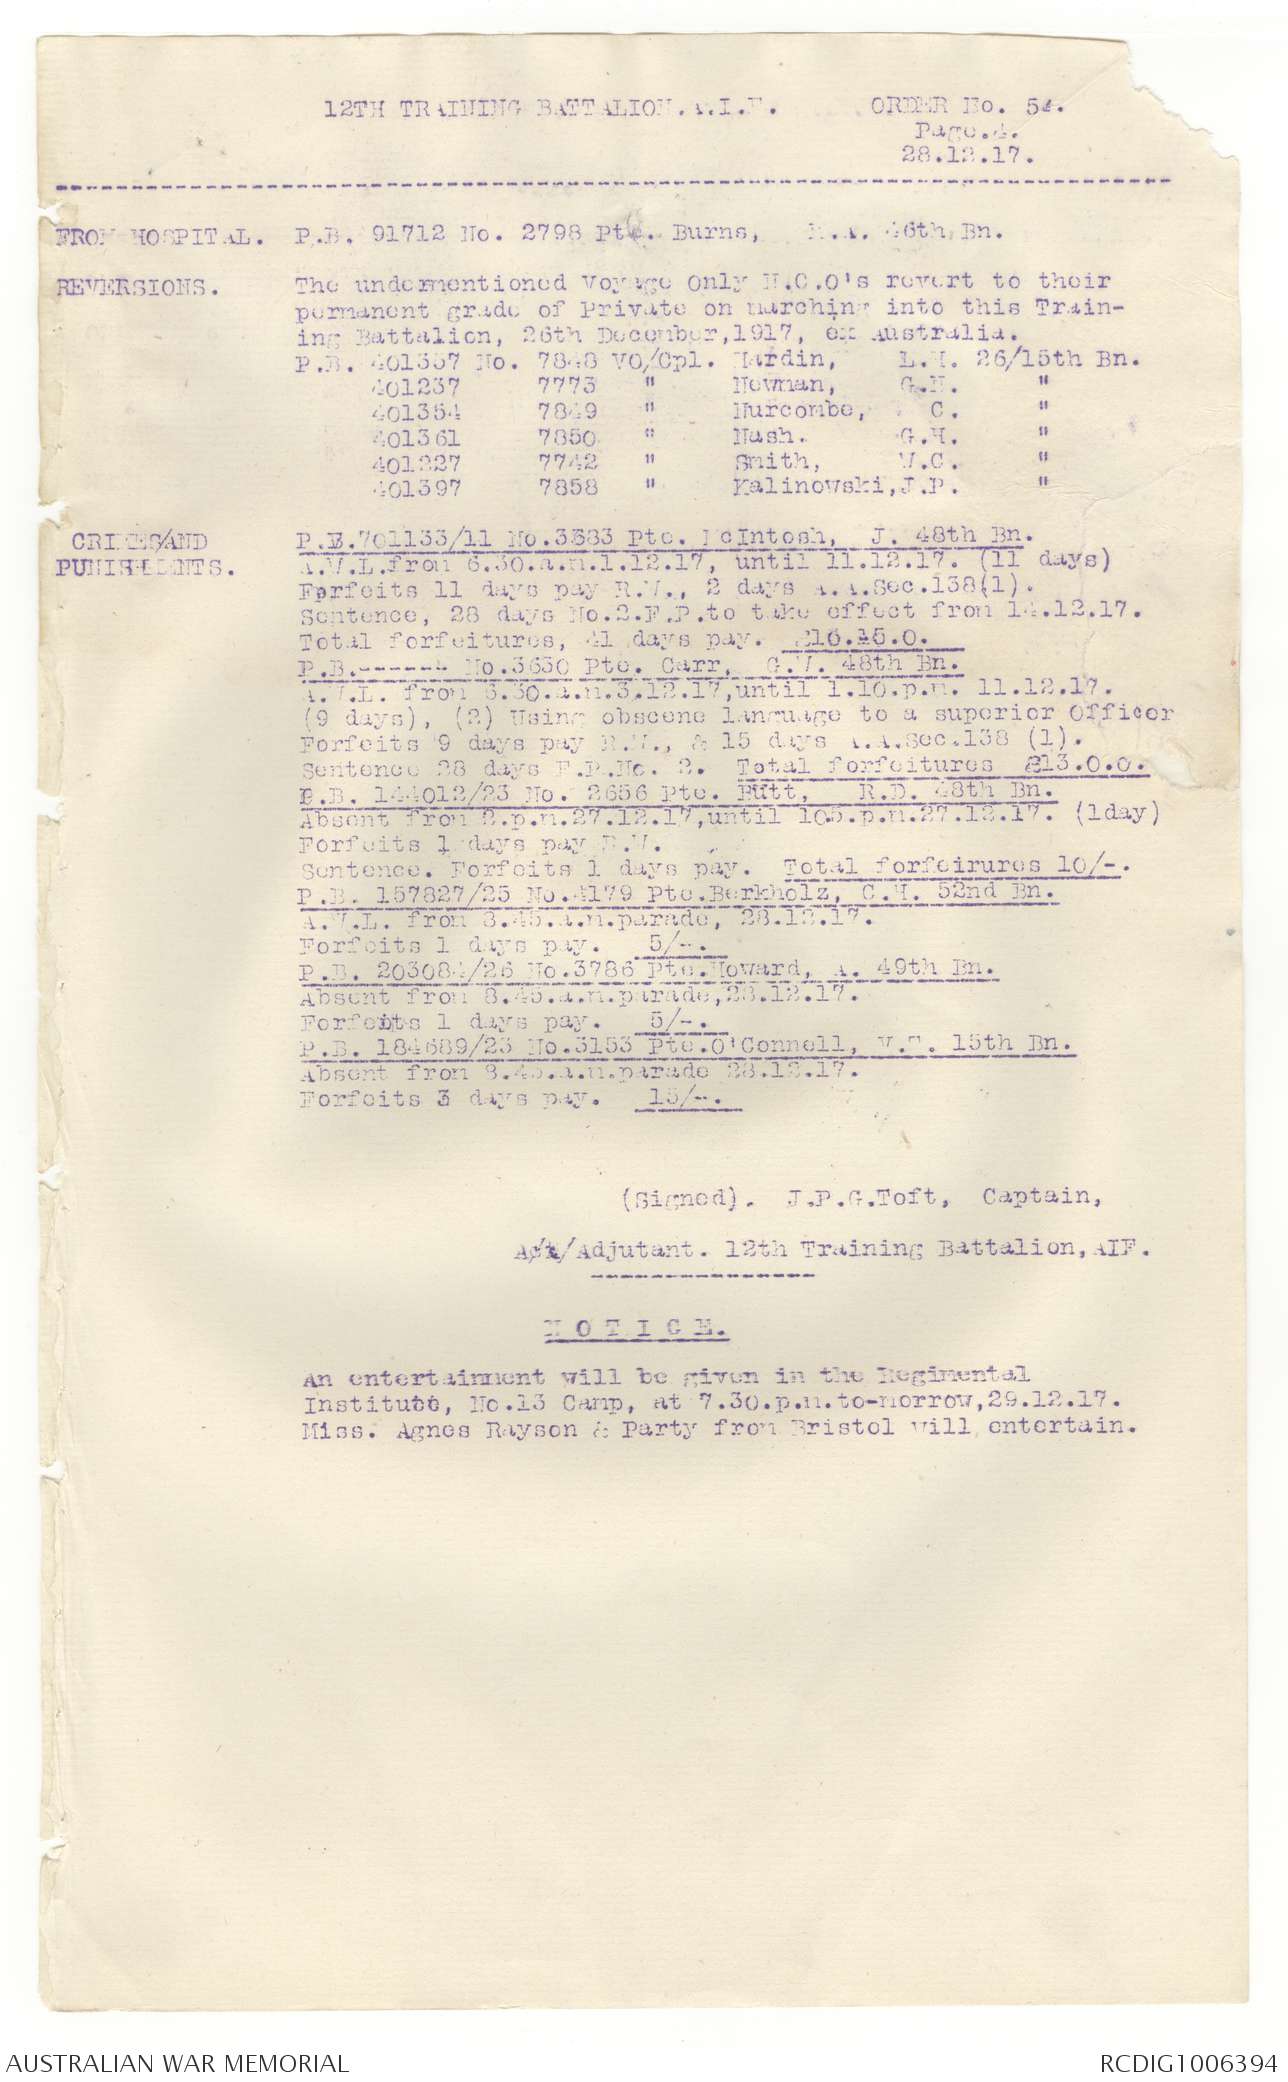 12TH TRAINING BATTALION.A.I.F. ORDER No. 54.
Page.4.
28.12.17.
FROM HOSPITAL. P.B. 91712 No. 2798 Pte. Burns, 46th Bn.
REVERSIONS. The undermentioned Voyage Only N.C.O's revert to their
permanent grade of Private on marching into this Train-
ing Battalion, 26th December,1917, ex Australia.
P.B. 401357 No. 7848 VO/Cpl. Hardin, L.H. 26/15th Bn.
401237 7773 " Newman, G.H. "
401354 7849 " Nurcombe, C. "
401361 7850 " Nash. G.H. "
401227 7742 " Smith, W.C. "
401397 7858 " Kalinowski,J.P. "
CRIMES/AND P.B.701133/11 No.3583 Pte. McIntosh, J. 48th Bn.
PUNISHMENTS. A.W.L.from 6.30.a.m.1.12.17, until 11.12.17. (11 days)
Forfeits 11 days pay R.W., 2 days A.A.Sec.138(1).
Sentence, 28 days No.2.F.P.to take effect from 14.12.17.
Total forfeitures, 41 days pay. £16.15.0.
P.B.------ No.3630 Pte. Carr, G.W. 48th Bn.
A.W.L. from 6.30.a.m.3.12.17,until 1.10.p.m. 11.12.17.
(9 days), (2) Using obscene language to a superior Officer
Forfeits 9 days pay R.W., & 15 days A.A.Sec.138 (1).
Sentence 28 days F.P.No. 2. Total forfeitures £13.0.0.
P.B. 144012/23 No. 2656 Pte. Butt, R.D. 48th Bn.
Absent from 2.p.m.27.12.17,until 105.p.m.27.12.17. (1day)
Forfeits 1 days pay R.W.
Sentence. Forfeits 1 days pay. Total forfeirures 10/-.
P.B. 157827/25 No.4179 Pte.Berkholz, C.H. 52nd Bn.
A.W.L. from 8.45.a.m.parade, 28.12.17.
Forfeits 1 days pay. 5/-.
P.B. 203084/26 No.3786 Pte.Howard, A. 49th Bn.
Absent from 8.45.a.m.parade,28.12.17.
Forfeits 1 days pay. 5/-.
P.B. 184689/23 No.3153 Pte.O'Connell, 15th Bn.
Absent from 8.45.a.m.parade 28.12.17.
Forfeits 3 days pay. 15/-.
(Signed). J.P.G.Toft, Captain,
A/Adjutant. 12th Training Battalion,AIF.
N O T I C E.
An entertainment will be given in the Regimental
Institute, No.13 Camp, at 7.30.p.m.to-morrow,29.12.17.
Miss. Agnes Rayson & Party from Bristol will entertain.
AUSTRALIAN WAR MEMORIAL RCDIG1006394